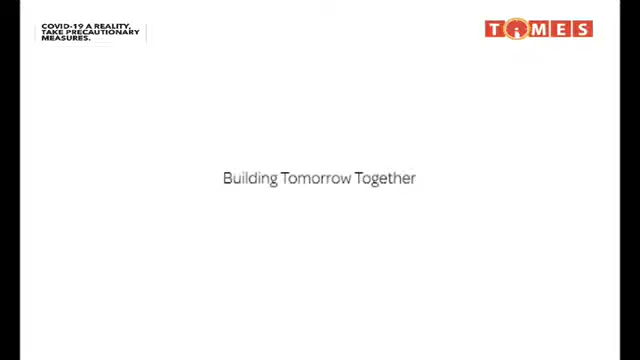 COVID-19 A REALITY,
TAKE PRECAUTIONARY
MEASURES.
TIMES
Building Tomorrow Together